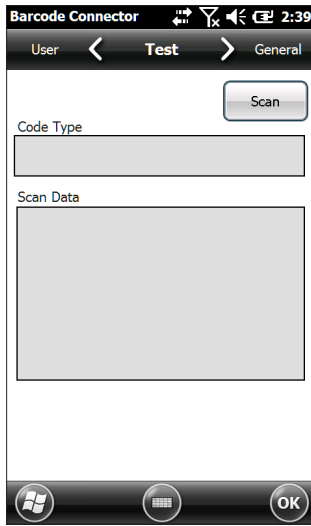 Barcode Connector 2:39
User Test General
Scan
Code Type
Scan Data
OK